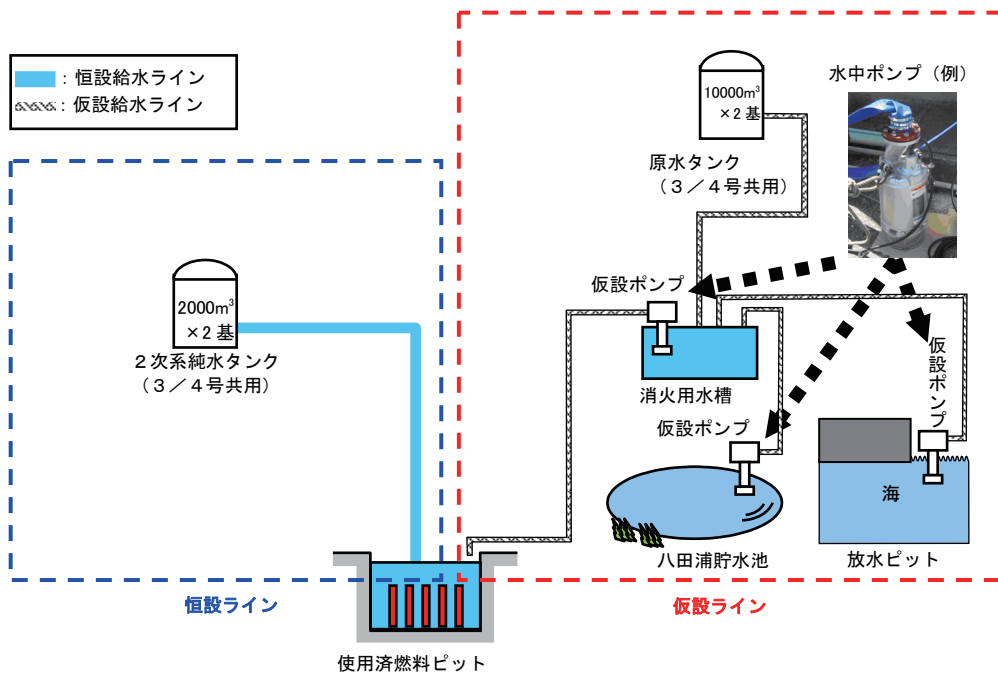 ：恒設給水ライン
：仮設給水ライン
水中ポンプ（例）
10000m³
×２基
原水タンク
（３／４号共用）
2000m³
×２基
２次系純水タンク
（３／４号共用）
仮設ポンプ
消火用水槽
仮設ポンプ
仮設ポンプ
海
八田浦貯水池
放水ピット
恒設ライン
仮設ライン
使用済燃料ピット